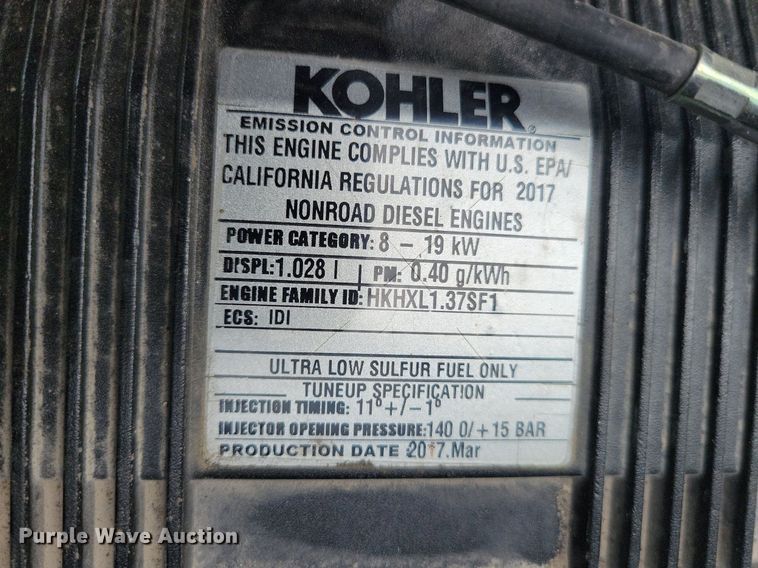 KOHLER®
EMISSION CONTROL INFORMATION
THIS ENGINE COMPLIES WITH U.S. EPA/
CALIFORNIA REGULATIONS FOR 2017
NONROAD DIESEL ENGINES
POWER CATEGORY: 8 - 19 kW
DISPL:1.028 l PM: 0.40 g/kWh
ENGINE FAMILY ID: HKHXL1.37SF1
ECS: IDI
ULTRA LOW SULFUR FUEL ONLY
TUNEUP SPECIFICATION
INJECTION TIMING: 11°+/-1°
INJECTOR OPENING PRESSURE:140 0/+15 BAR
PRODUCTION DATE :2017.Mar
Purple Wave Auction®